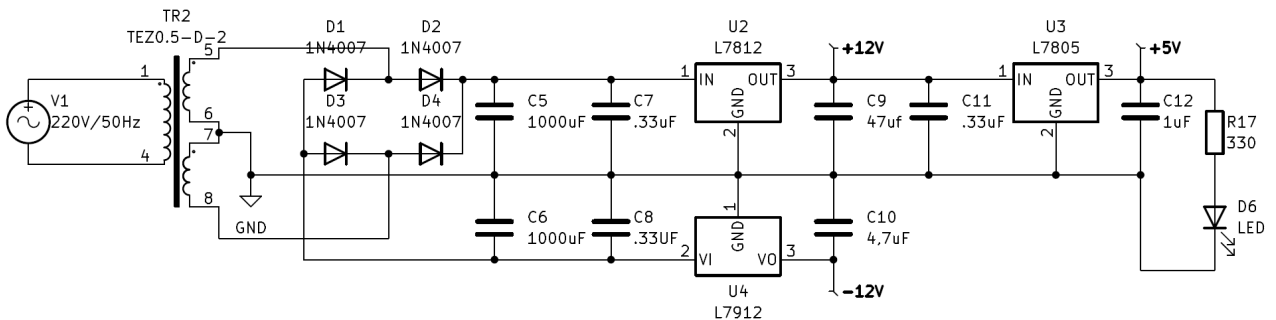 TR2
TEZ0.5-D-2
1
4
5
6
7
8
V1
220V/50Hz
GND
D1
1N4007
D2
1N4007
D3
1N4007
D4
1N4007
C5
1000uF
C7
.33uF
C6
1000uF
C8
.33UF
U2
L7812
1
IN
OUT
3
GND
2
+12V
C9
47uf
C11
.33uF
U3
L7805
1
IN
OUT
3
GND
2
+5V
C12
1uF
R17
330
D6
LED
1
GND
2
VI
VO
3
U4
L7912
C10
4,7uF
-12V